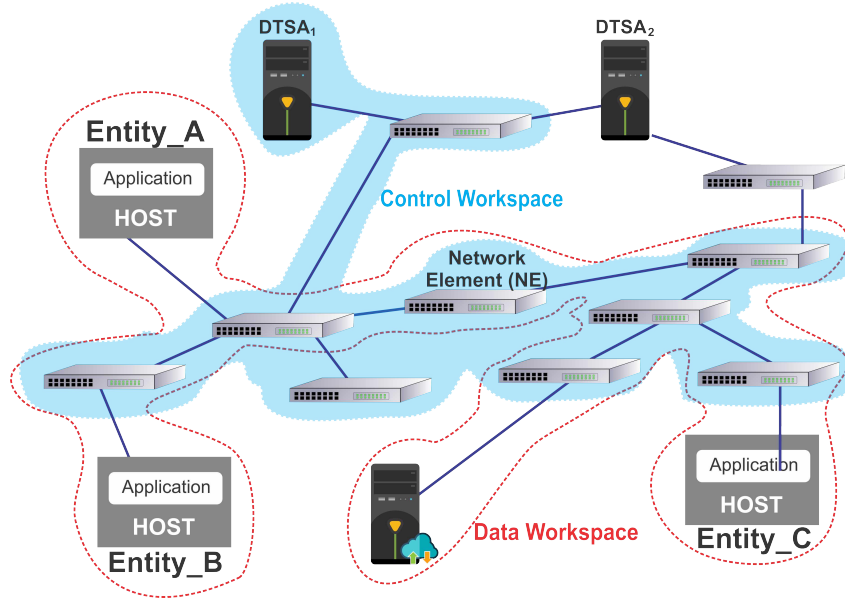 DTSA₁
DTSA₂
Entity_A
Application
HOST
Control Workspace
Network
Element (NE)
Application
HOST
Entity_B
Application
HOST
Entity_C
Data Workspace